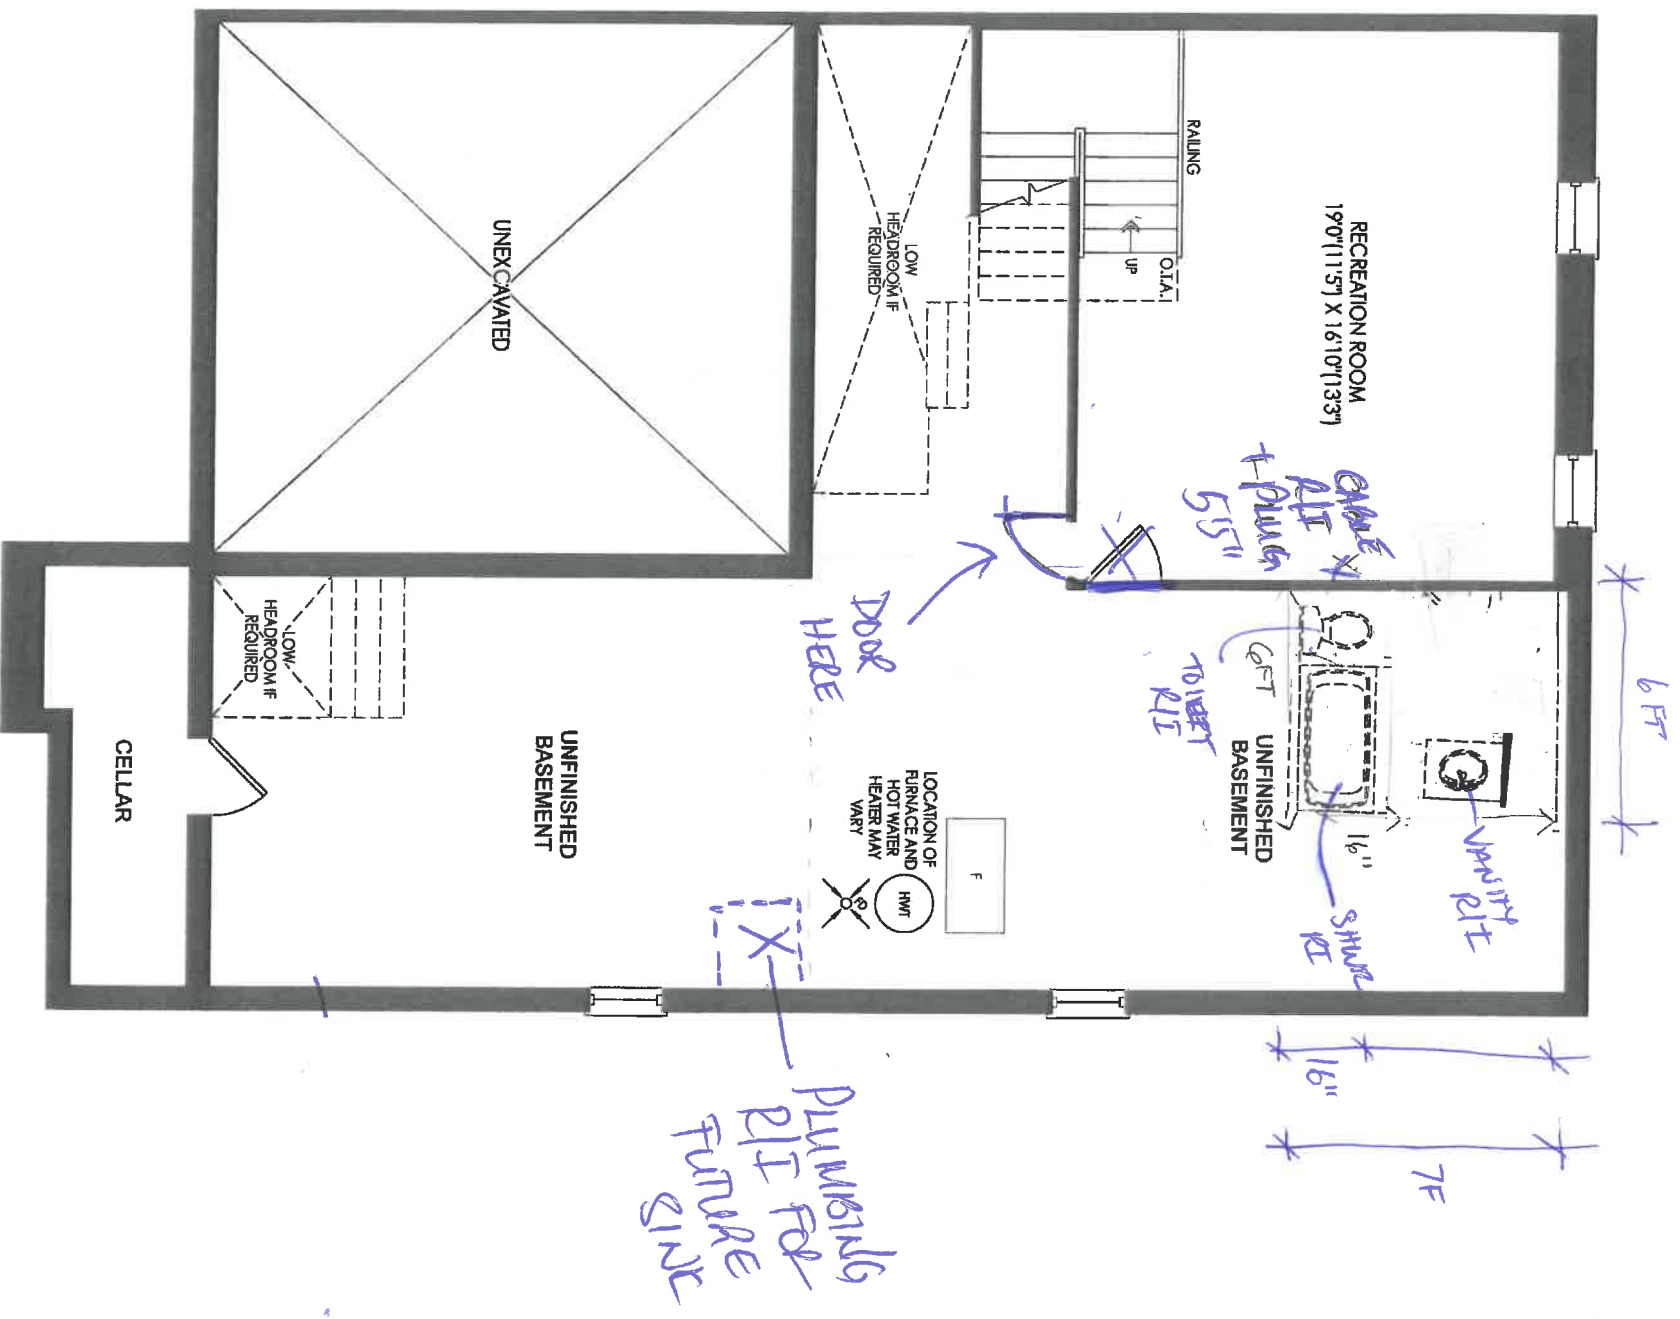 RAILING
RECREATION ROOM
19'0"(11'5") X 16'10"(13'3")
O.T.A.
UP
LOW
HEADROOM IF
REQUIRED
UNEXCAVATED
CABLE
R/I
+ PLUG
5'5"
DOOR
HERE
6 FT
6FT
TOILET
R/I
UNFINISHED
BASEMENT
16"
VANITY
R/I
SHWR
RI
LOCATION OF
FURNACE AND
HOT WATER
HEATER MAY
VARY
F
HWT
FD
LOW
HEADROOM IF
REQUIRED
UNFINISHED
BASEMENT
CELLAR
16"
7F
PLUMBING
R/I FOR
FUTURE
SINK